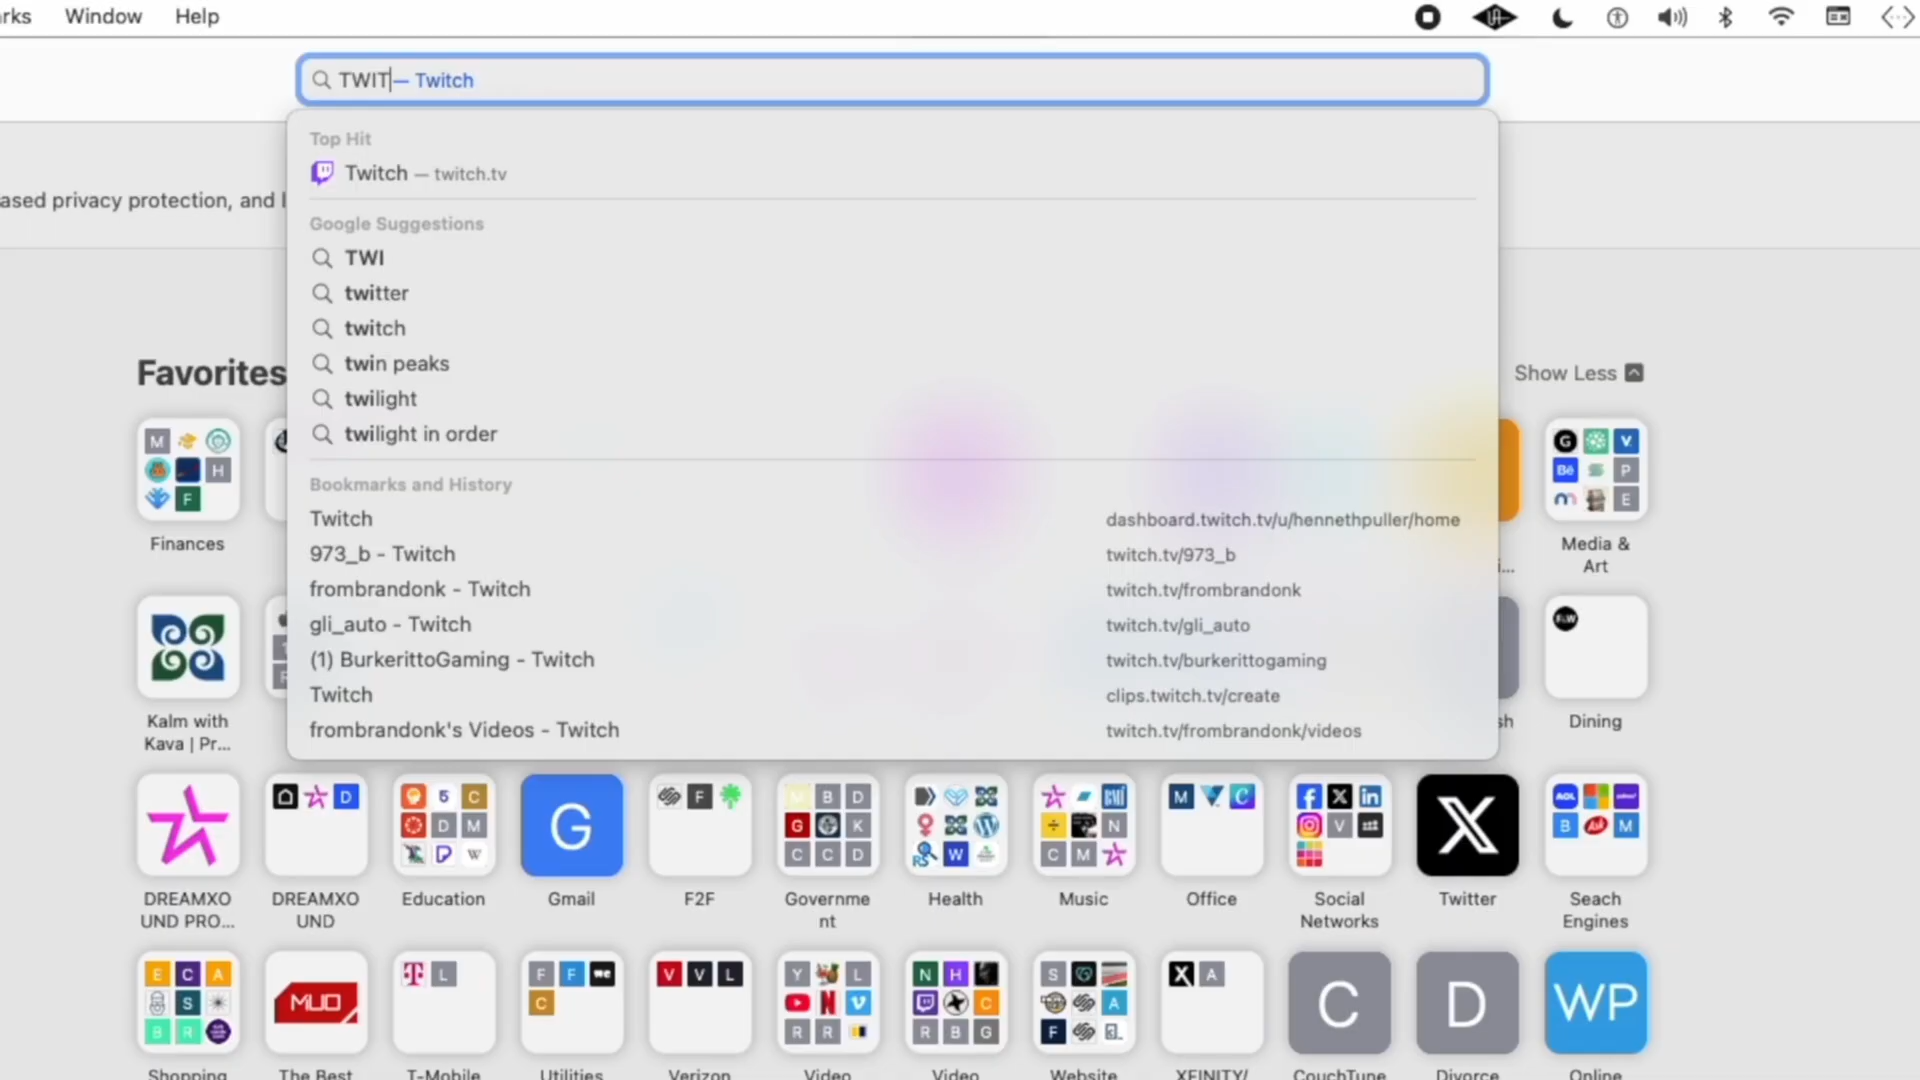 rks Window Help
TWIT — Twitch
Top Hit
Twitch — twitch.tv
ased privacy protection, and
Google Suggestions
TWI
twitter
twitch
twin peaks
twilight
twilight in order
Bookmarks and History
Twitch dashboard.twitch.tv/u/hennethpuller/home
973_b - Twitch twitch.tv/973_b
frombrandonk - Twitch twitch.tv/frombrandonk
gli_auto - Twitch twitch.tv/gli_auto
(1) BurkerittoGaming - Twitch twitch.tv/burkerittogaming
Twitch clips.twitch.tv/create
frombrandonk's Videos - Twitch twitch.tv/frombrandonk/videos
Favorites
Show Less
Finances
Media &
Art
Kalm with
Kava | Pr...
Dining
DREAMXO
UND PRO...
DREAMXO
UND
Education
Gmail
F2F
Governme
nt
Health
Music
Office
Social
Networks
Twitter
Seach
Engines
MUO
C
D
WP
Shopping
The Best
T-Mobile
Utilities
Verizon
Video
Video
Website
XFINITY/
CouchTune
Divorce
Online